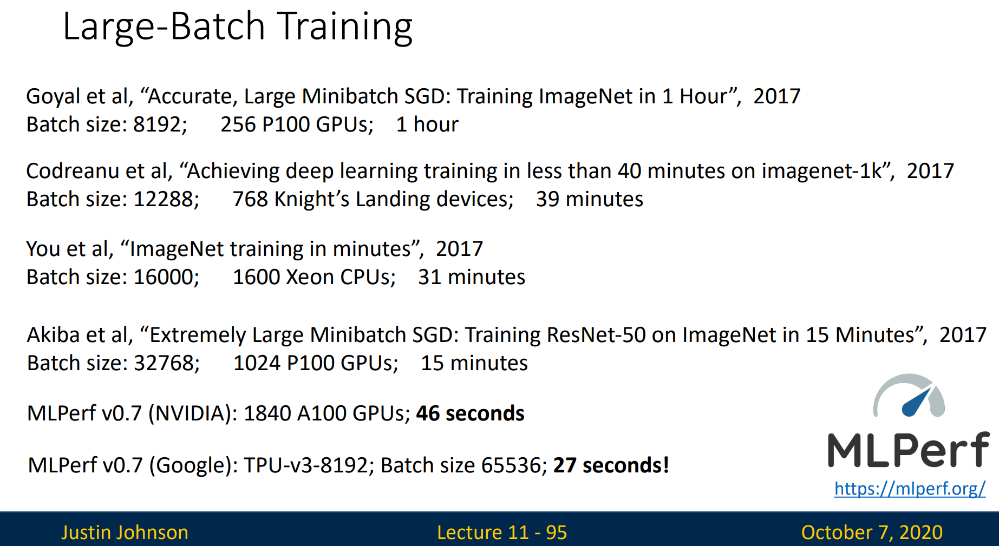 Large-Batch Training
Goyal et al, “Accurate, Large Minibatch SGD: Training ImageNet in 1 Hour”, 2017
Batch size: 8192; 256 P100 GPUs; 1 hour
Codreanu et al, “Achieving deep learning training in less than 40 minutes on imagenet-1k”, 2017
Batch size: 12288; 768 Knight’s Landing devices; 39 minutes
You et al, “ImageNet training in minutes”, 2017
Batch size: 16000; 1600 Xeon CPUs; 31 minutes
Akiba et al, “Extremely Large Minibatch SGD: Training ResNet-50 on ImageNet in 15 Minutes”, 2017
Batch size: 32768; 1024 P100 GPUs; 15 minutes
MLPerf v0.7 (NVIDIA): 1840 A100 GPUs; 46 seconds
MLPerf v0.7 (Google): TPU-v3-8192; Batch size 65536; 27 seconds!
MLPerf
https://mlperf.org/
Justin Johnson
Lecture 11 - 95
October 7, 2020